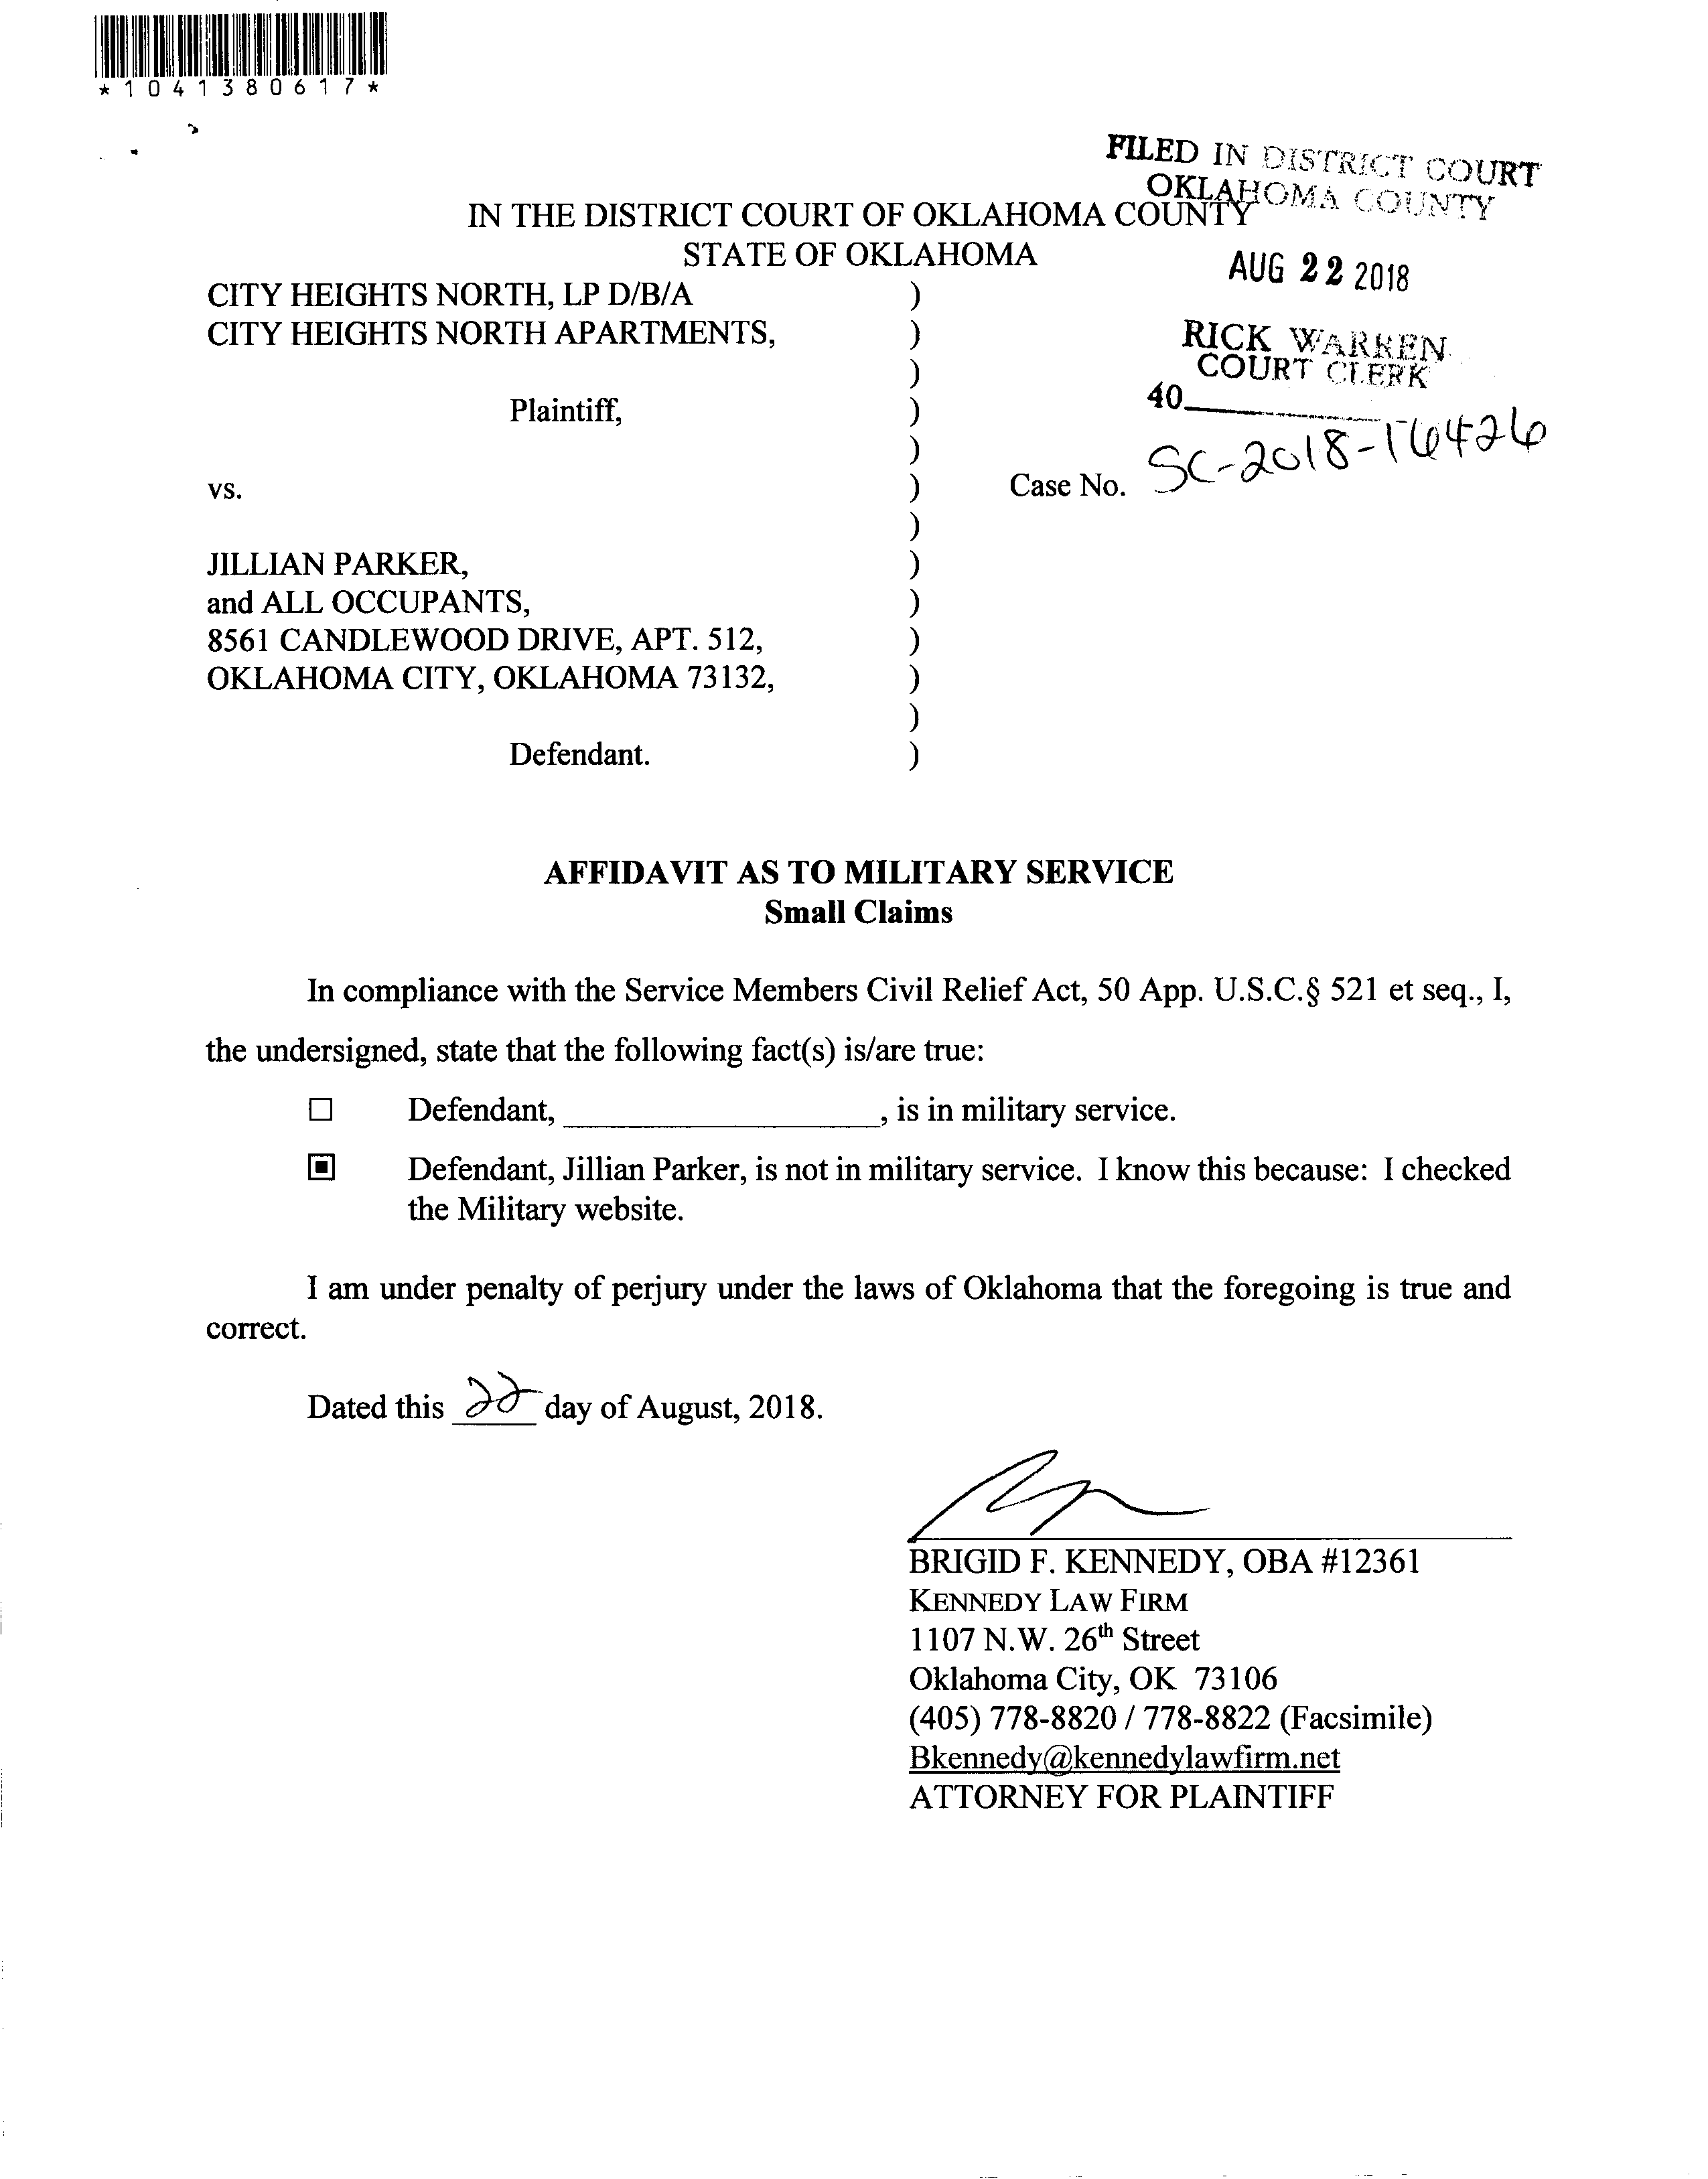 *1041380617*
FILED IN DISTRICT COURT
OKLAHOMA COUNTY
IN THE DISTRICT COURT OF OKLAHOMA COUNTY
STATE OF OKLAHOMA
AUG 22 2018
CITY HEIGHTS NORTH, LP D/B/A )
CITY HEIGHTS NORTH APARTMENTS, )
RICK WARREN
COURT CLERK
)
40
Plaintiff, )
)
vs. ) Case No. SC-2018-16426
)
JILLIAN PARKER, )
and ALL OCCUPANTS, )
8561 CANDLEWOOD DRIVE, APT. 512, )
OKLAHOMA CITY, OKLAHOMA 73132, )
)
Defendant. )
AFFIDAVIT AS TO MILITARY SERVICE
Small Claims
In compliance with the Service Members Civil Relief Act, 50 App. U.S.C.§ 521 et seq., I,
the undersigned, state that the following fact(s) is/are true:
☐ Defendant, ____________________, is in military service.
▣ Defendant, Jillian Parker, is not in military service. I know this because: I checked
the Military website.
I am under penalty of perjury under the laws of Oklahoma that the foregoing is true and
correct.
Dated this 22 day of August, 2018.
BRIGID F. KENNEDY, OBA #12361
KENNEDY LAW FIRM
1107 N.W. 26th Street
Oklahoma City, OK 73106
(405) 778-8820 / 778-8822 (Facsimile)
Bkennedy@kennedylawfirm.net
ATTORNEY FOR PLAINTIFF